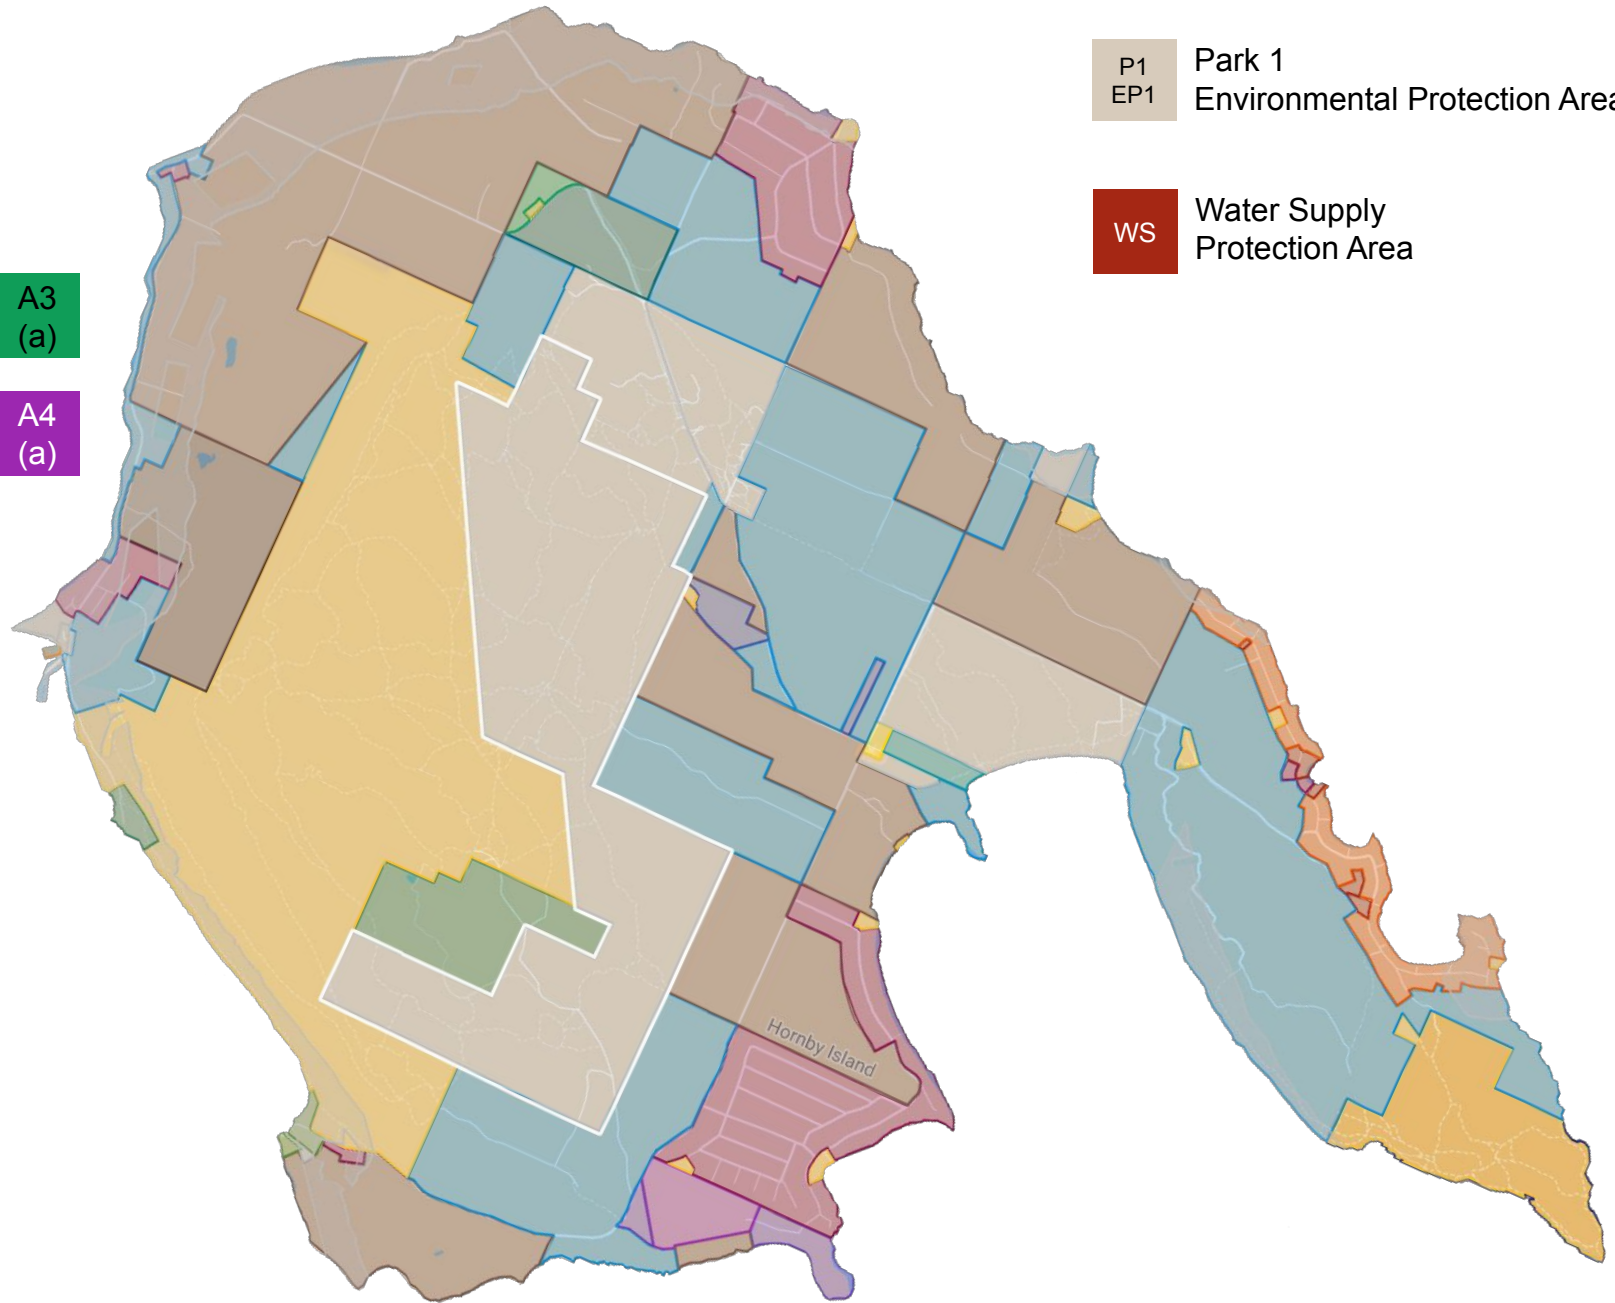 P1
EP1
Park 1
Environmental Protection Area
WS
Water Supply
Protection Area
A3
(a)
A4
(a)
Hornby Island